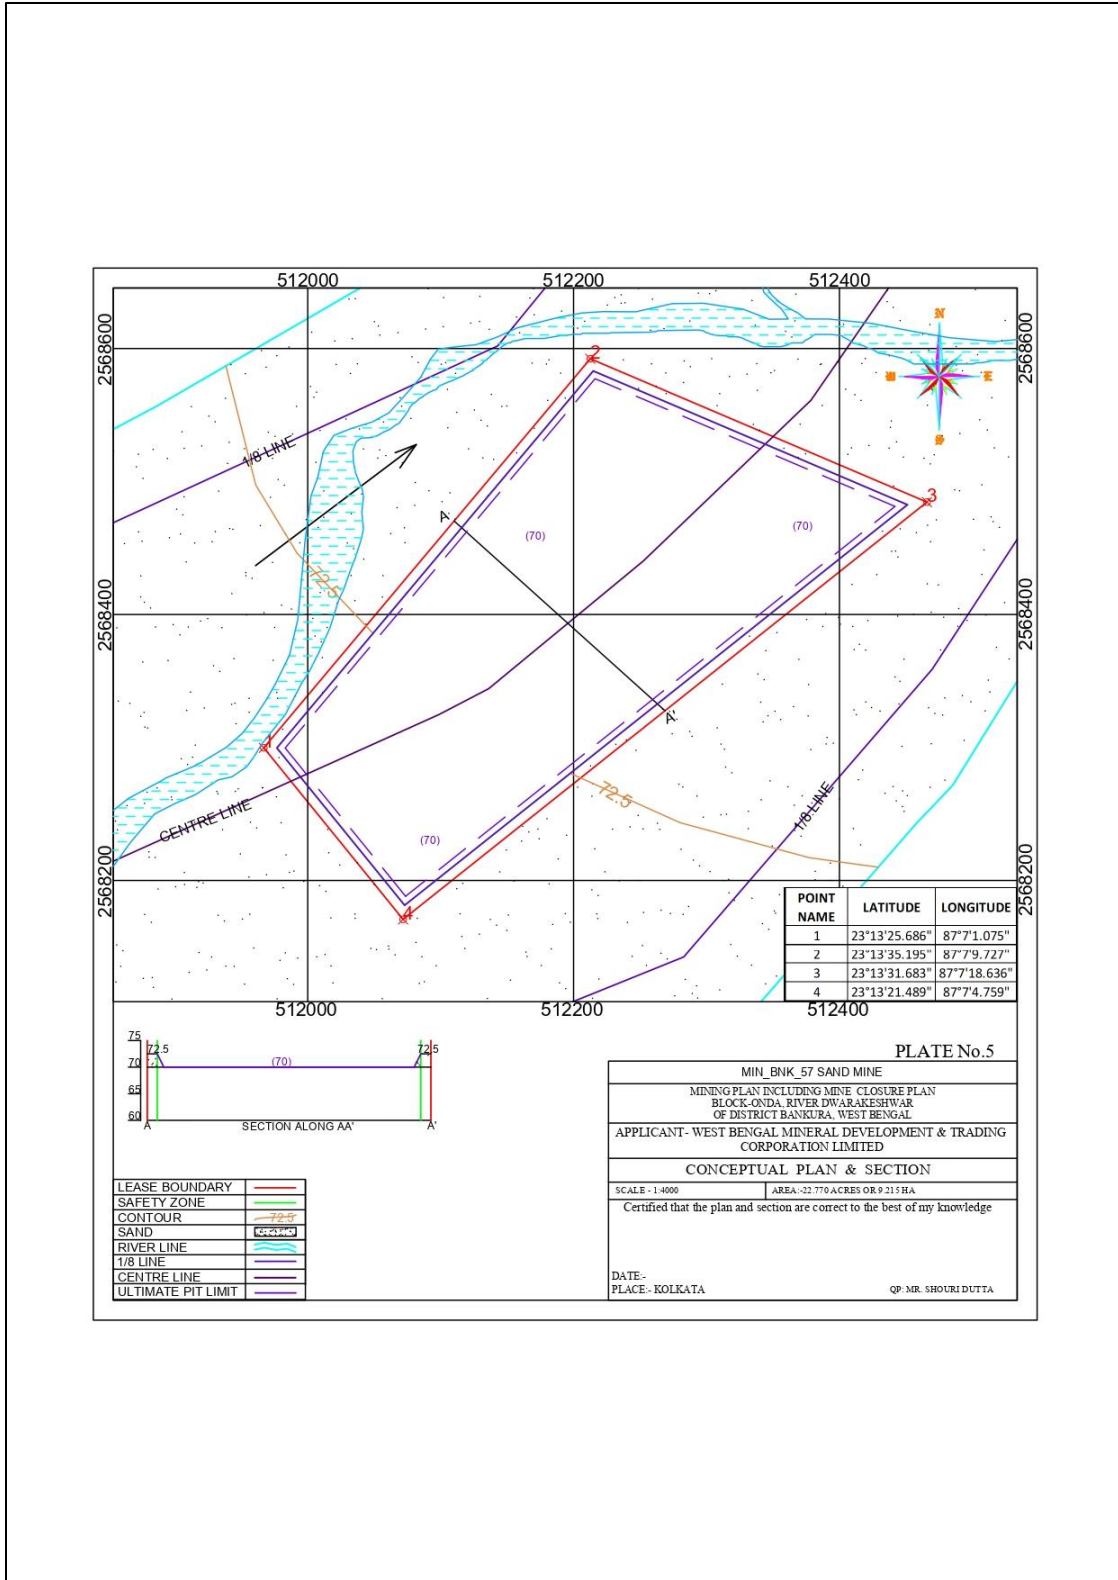 512000 512200 512400
N
W E
S
2568600 2568600
2568400 2568400
2568200 2568200
2
3
1
4
1/8 LINE
A
(70) (70)
72.5
A'
72.5
CENTRE LINE
1/8 LINE
(70)
POINT NAME LATITUDE LONGITUDE
1 23°13'25.686" 87°7'1.075"
2 23°13'35.195" 87°7'9.727"
3 23°13'31.683" 87°7'18.636"
4 23°13'21.489" 87°7'4.759"
512000 512200 512400
75
70
65
60
72.5 (70) 72.5
A SECTION ALONG AA' A'
LEASE BOUNDARY
SAFETY ZONE
CONTOUR 72.5
SAND
RIVER LINE
1/8 LINE
CENTRE LINE
ULTIMATE PIT LIMIT
PLATE No.5
MIN_BNK_57 SAND MINE
MINING PLAN INCLUDING MINE CLOSURE PLAN
BLOCK-ONDA, RIVER DWARAKESHWAR
OF DISTRICT BANKURA, WEST BENGAL
APPLICANT- WEST BENGAL MINERAL DEVELOPMENT & TRADING
CORPORATION LIMITED
CONCEPTUAL PLAN & SECTION
SCALE - 1:4000 AREA:-22.770 ACRES OR 9.215 HA
Certified that the plan and section are correct to the best of my knowledge
DATE:-
PLACE:- KOLKATA QP: MR. SHOURI DUTTA